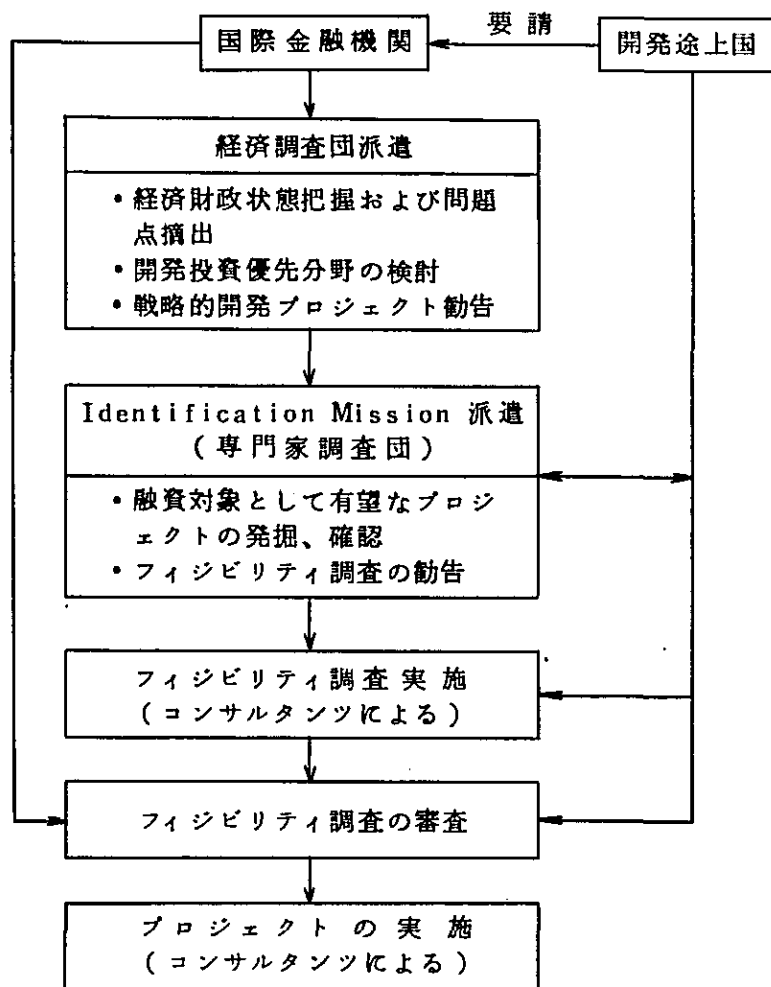 国際金融機関
要請
開発途上国
経済調査団派遣
・経済財政状態把握および問題
点摘出
・開発投資優先分野の検討
・戦略的開発プロジェクト勧告
Identification Mission 派遣
(専門家調査団)
・融資対象として有望なプロジ
ェクトの発掘、確認
・フィジビリティ調査の勧告
フィジビリティ調査実施
(コンサルタンツによる)
フィジビリティ調査の審査
プロジェクトの実施
(コンサルタンツによる)